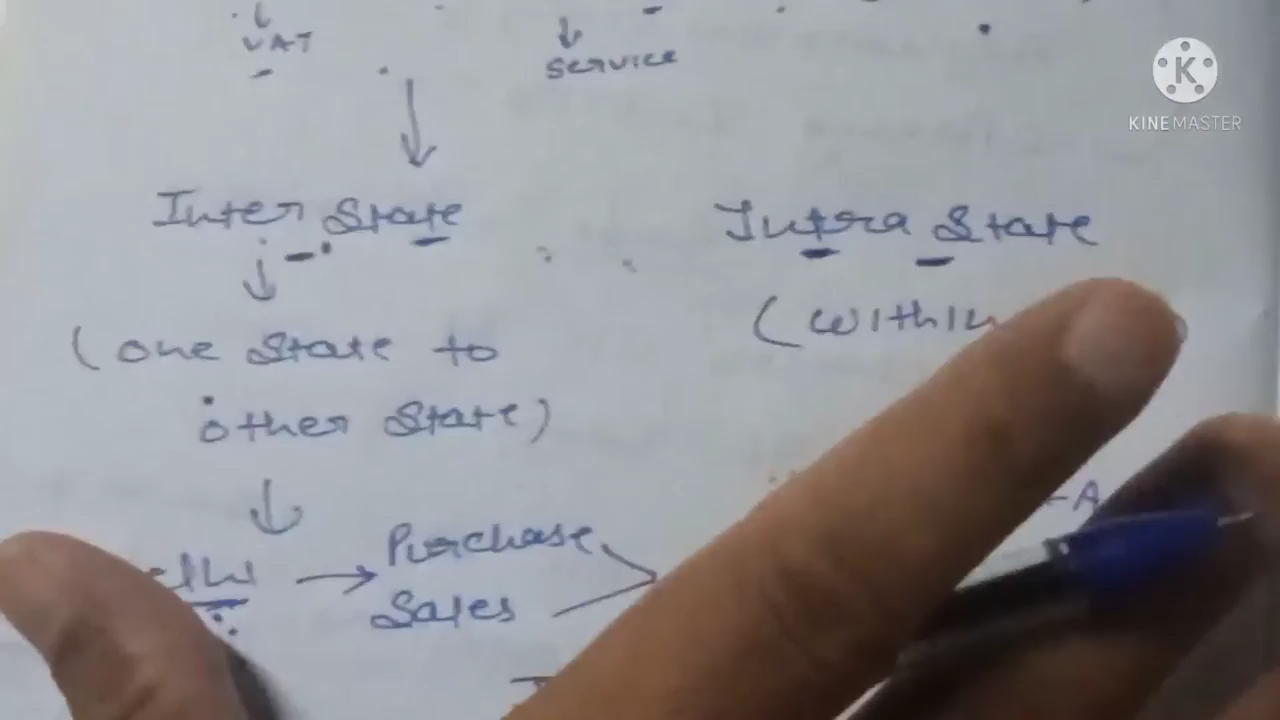 VAT
service
KINEMASTER
Inter State
Intra State
(one State to
(within
other State)
-A
Purchase
Sales